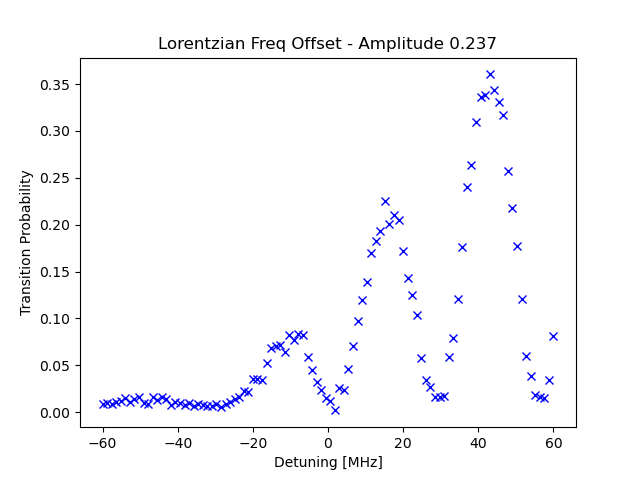 Lorentzian Freq Offset - Amplitude 0.237
Transition Probability
0.35
0.30
0.25
0.20
0.15
0.10
0.05
0.00
−60 −40 −20 0 20 40 60
Detuning [MHz]